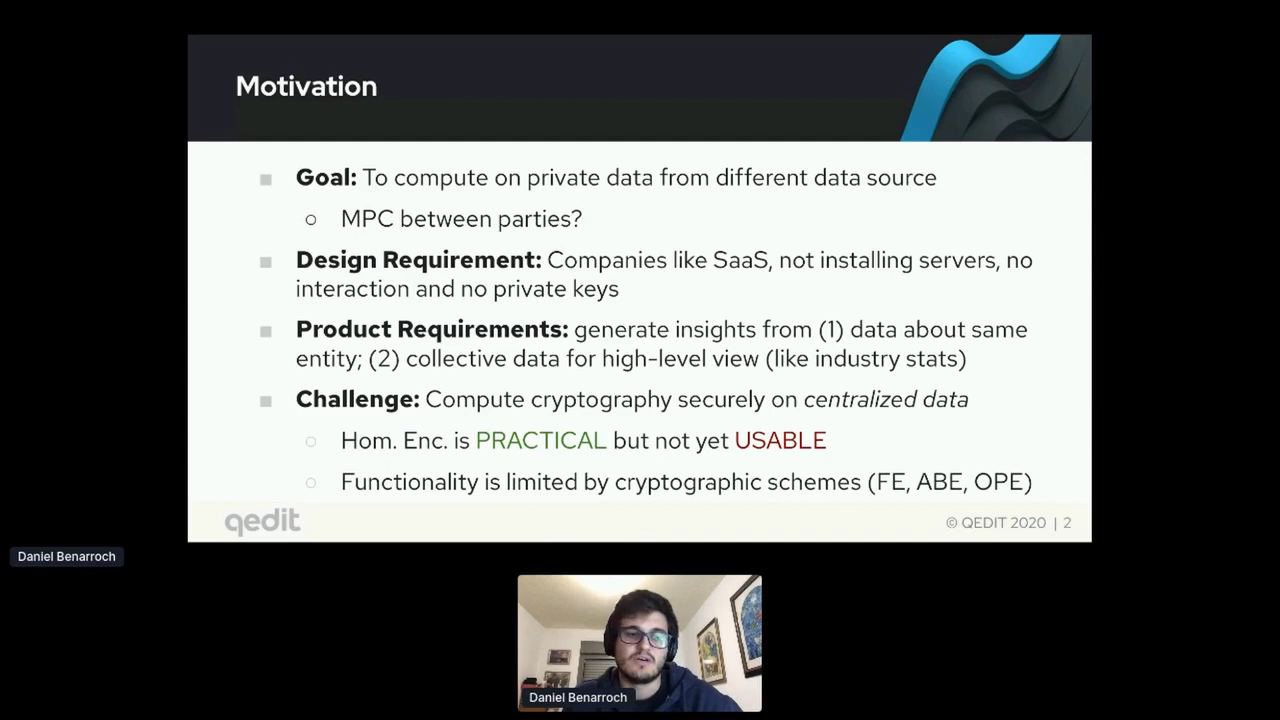 Motivation
■ Goal: To compute on private data from different data source
○ MPC between parties?
■ Design Requirement: Companies like SaaS, not installing servers, no
interaction and no private keys
■ Product Requirements: generate insights from (1) data about same
entity; (2) collective data for high-level view (like industry stats)
■ Challenge: Compute cryptography securely on centralized data
○ Hom. Enc. is PRACTICAL but not yet USABLE
○ Functionality is limited by cryptographic schemes (FE, ABE, OPE)
qedit
© QEDIT 2020 | 2
Daniel Benarroch
Daniel Benarroch